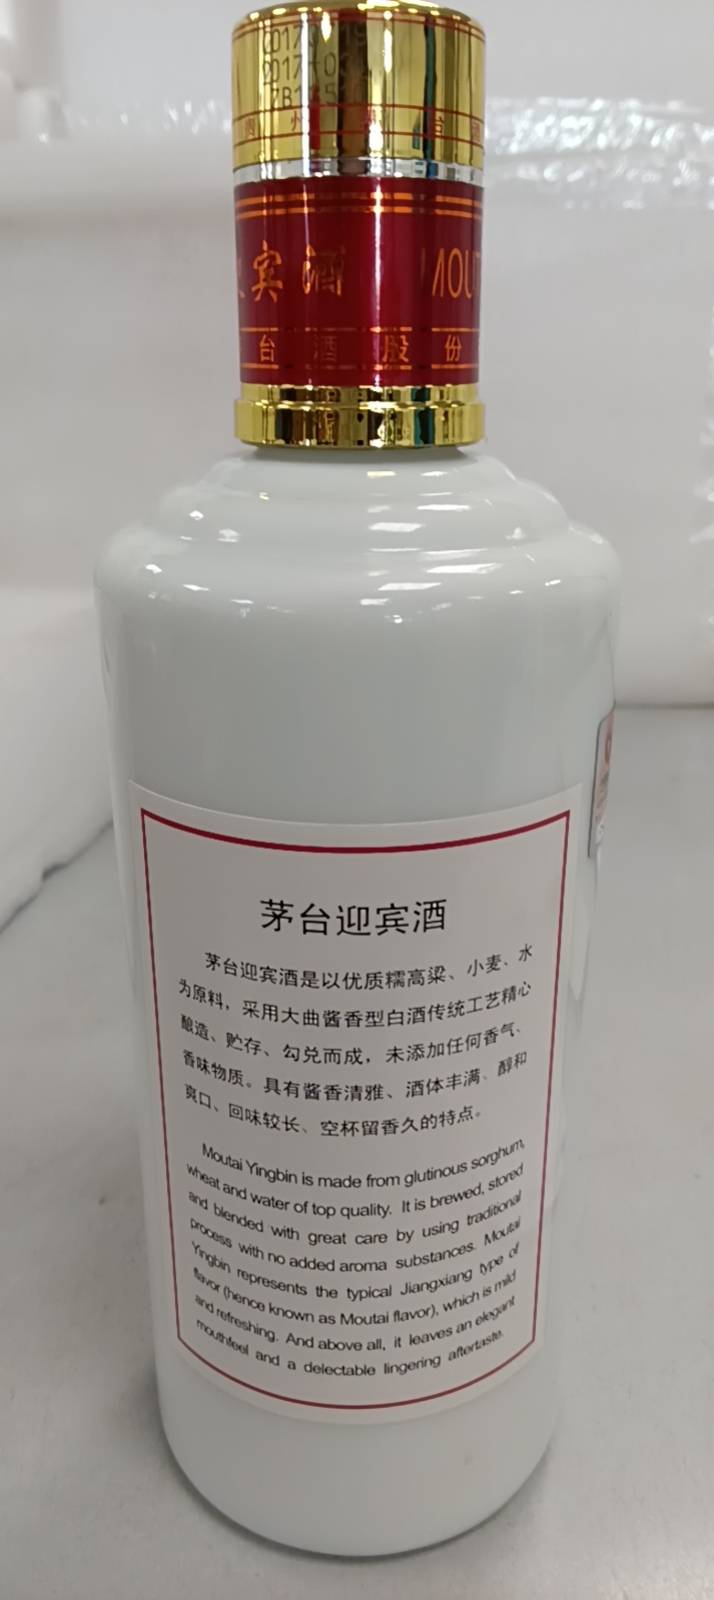 宾酒 MOUT
台酒股份
茅台迎宾酒
茅台迎宾酒是以优质糯高粱、小麦、水
为原料，采用大曲酱香型白酒传统工艺精心
酿造、贮存、勾兑而成，未添加任何香气、
香味物质。具有酱香清雅、酒体丰满、醇和
爽口、回味较长、空杯留香久的特点。
Moutai Yingbin is made from glutinous sorghum,
wheat and water of top quality. It is brewed, stored
and blended with great care by using traditional
process with no added aroma substances. Moutai
Yingbin represents the typical Jiangxiang type of
flavor (hence known as Moutai flavor), which is mild
and refreshing. And above all, it leaves an elegant
mouthfeel and a delectable lingering aftertaste.